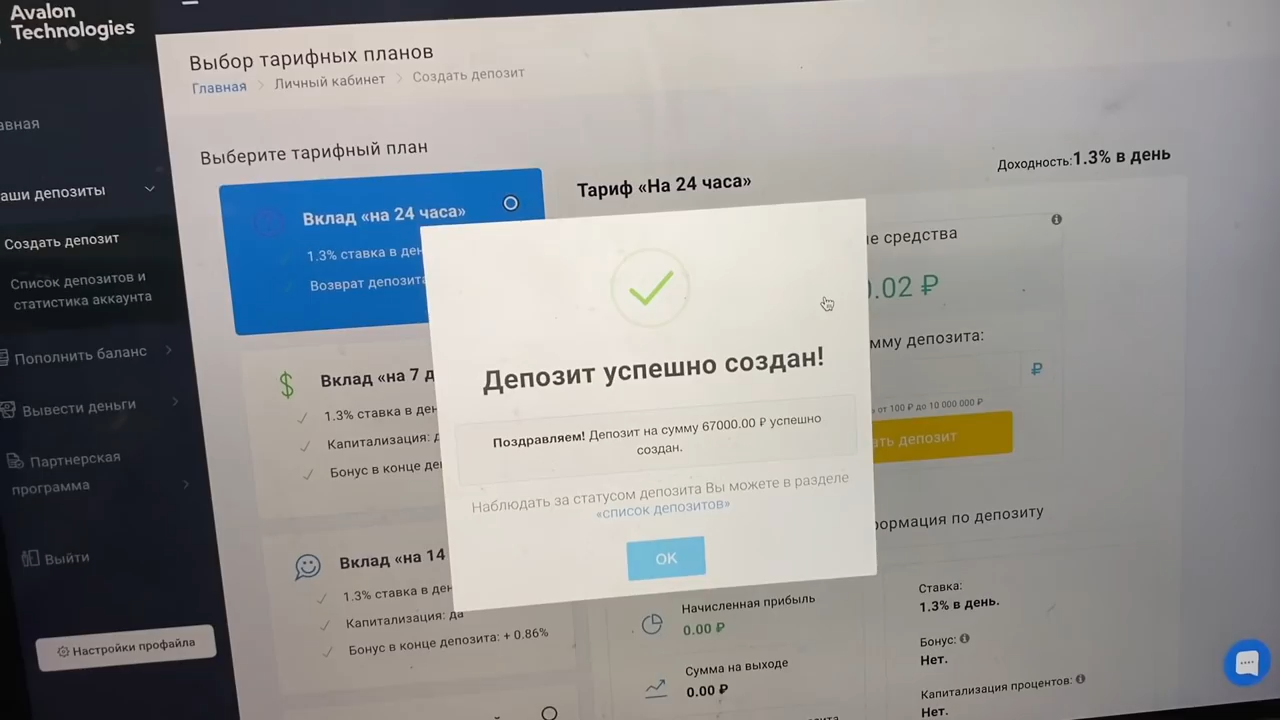 Avalon
Technologies
Выбор тарифных планов
Главная
Личный кабинет
Создать депозит
Выберите тарифный план
Доходность:1.3% в день
Тариф «На 24 часа»
Вклад «на 24 часа»
1.3% ставка в ден
Возврат депозита
Создать депозит
Список депозитов и
статистика аккаунта
Пополнить баланс
Вывести деньги
Партнерская
программа
Выйти
Настройки профайла
Вклад «на 7 д
1.3% ставка в ден
Капитализация: д
Бонус в конце де
Вклад «на 14
1.3% ставка в ден
Капитализация: да
Бонус в конце депозита: + 0.86%
Депозит успешно создан!
Поздравляем! Депозит на сумму 67000.00 ₽ успешно
создан.
Наблюдать за статусом депозита Вы можете в разделе
«список депозитов»
OK
средства
.02 ₽
депозита:
₽
от 100 ₽ до 10 000 000 ₽
депозит
по депозиту
Начисленная прибыль
0.00 ₽
Сумма на выходе
0.00 ₽
Ставка:
1.3% в день.
Бонус:
Нет.
Капитализация процентов:
Нет.